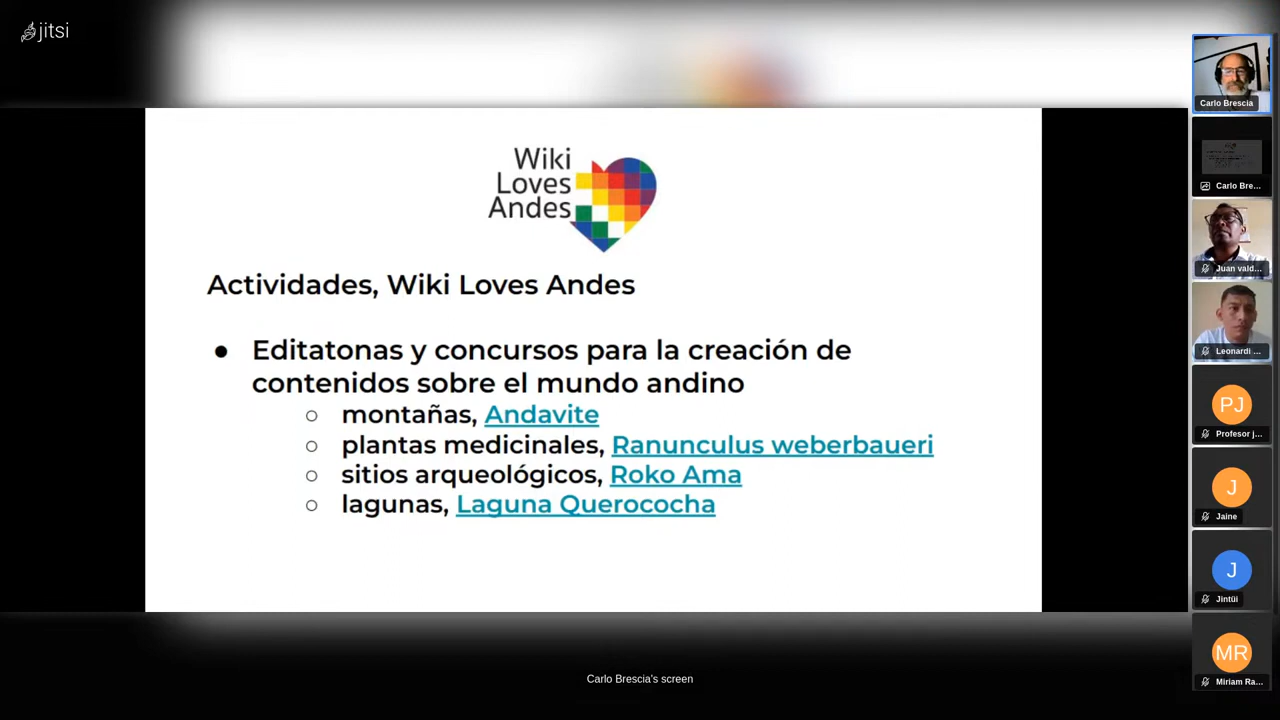 jitsi
Wiki
Loves
Andes
Actividades, Wiki Loves Andes
● Editatonas y concursos para la creación de
contenidos sobre el mundo andino
○ montañas, Andavite
○ plantas medicinales, Ranunculus weberbaueri
○ sitios arqueológicos, Roko Ama
○ lagunas, Laguna Querococha
Carlo Brescia's screen
Carlo Brescia
Carlo Bre...
Juan vald...
Leonardi ...
PJ
Profesor j...
J
Jaine
J
Jintüi
MR
Miriam Ra...